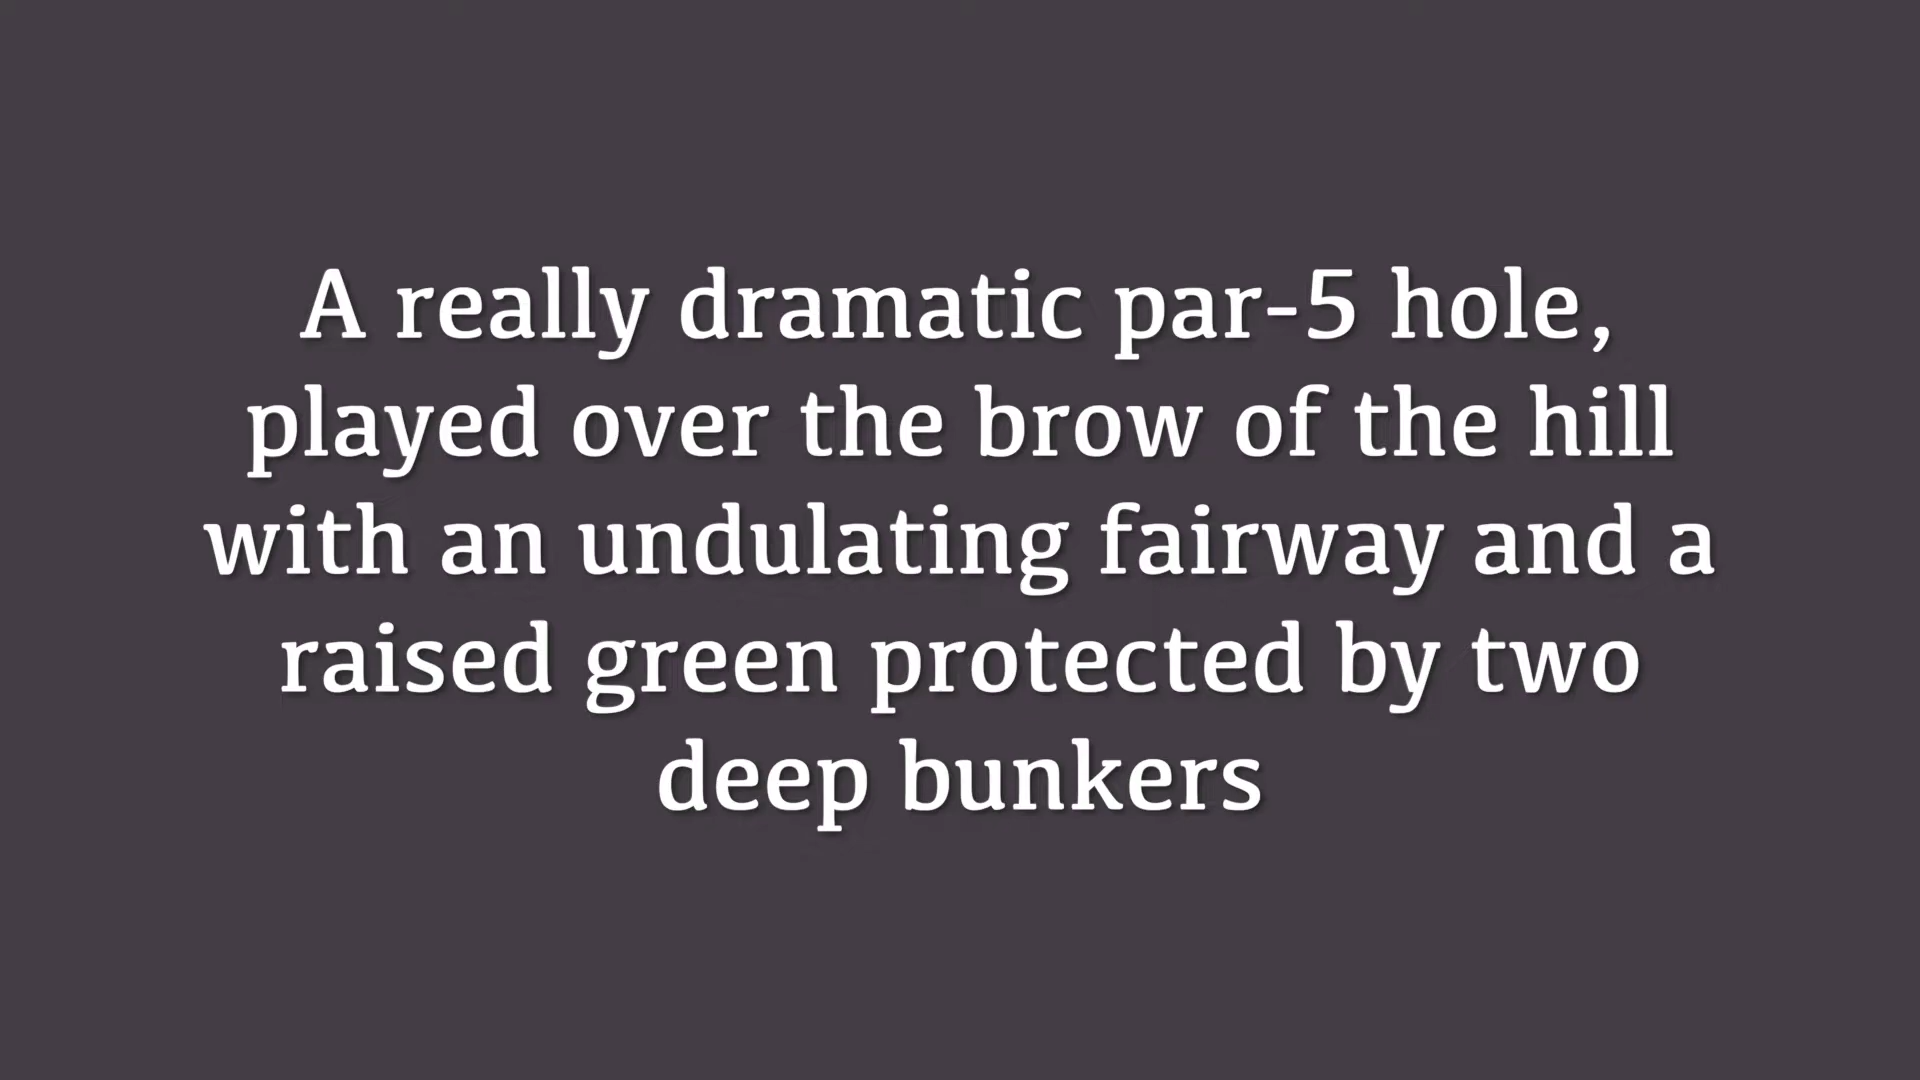 A really dramatic par-5 hole,
played over the brow of the hill
with an undulating fairway and a
raised green protected by two
deep bunkers